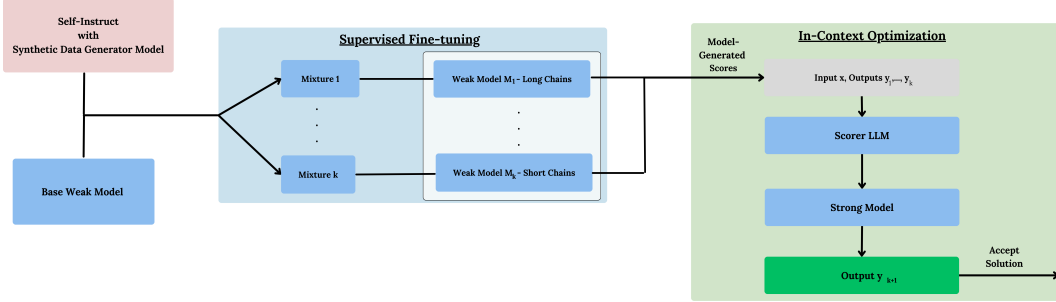 Self-Instruct
with
Synthetic Data Generator Model
Base Weak Model
Supervised Fine-tuning
Mixture 1
Weak Model M1 - Long Chains
Mixture k
Weak Model Mk - Short Chains
Model-
Generated
Scores
In-Context Optimization
Input x, Outputs y1,...., yk
Scorer LLM
Strong Model
Output y k+1
Accept
Solution